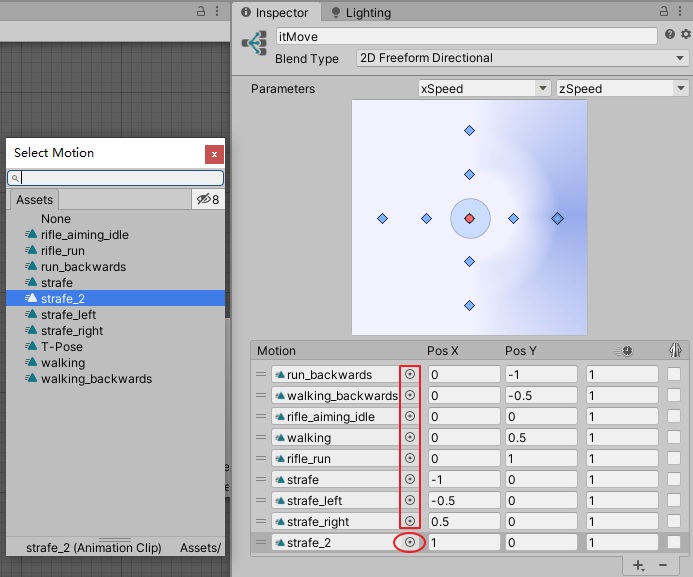 Inspector
Lighting
itMove
Blend Type
2D Freeform Directional
Parameters
xSpeed
zSpeed
Select Motion
x
Assets
8
None
rifle_aiming_idle
rifle_run
run_backwards
strafe
strafe_2
strafe_left
strafe_right
T-Pose
walking
walking_backwards
strafe_2 (Animation Clip) Assets/
Motion Pos X Pos Y
run_backwards 0 -1 1
walking_backwards 0 -0.5 1
rifle_aiming_idle 0 0 1
walking 0 0.5 1
rifle_run 0 1 1
strafe -1 0 1
strafe_left -0.5 0 1
strafe_right 0.5 0 1
strafe_2 1 0 1